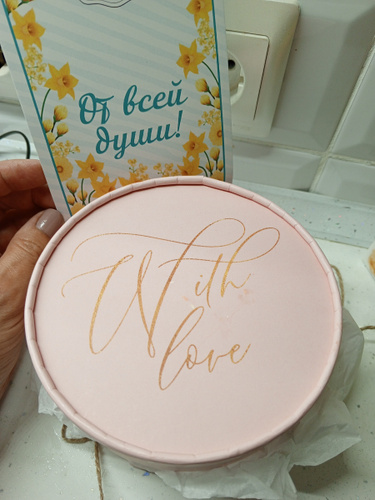 От всей
души!
With
love